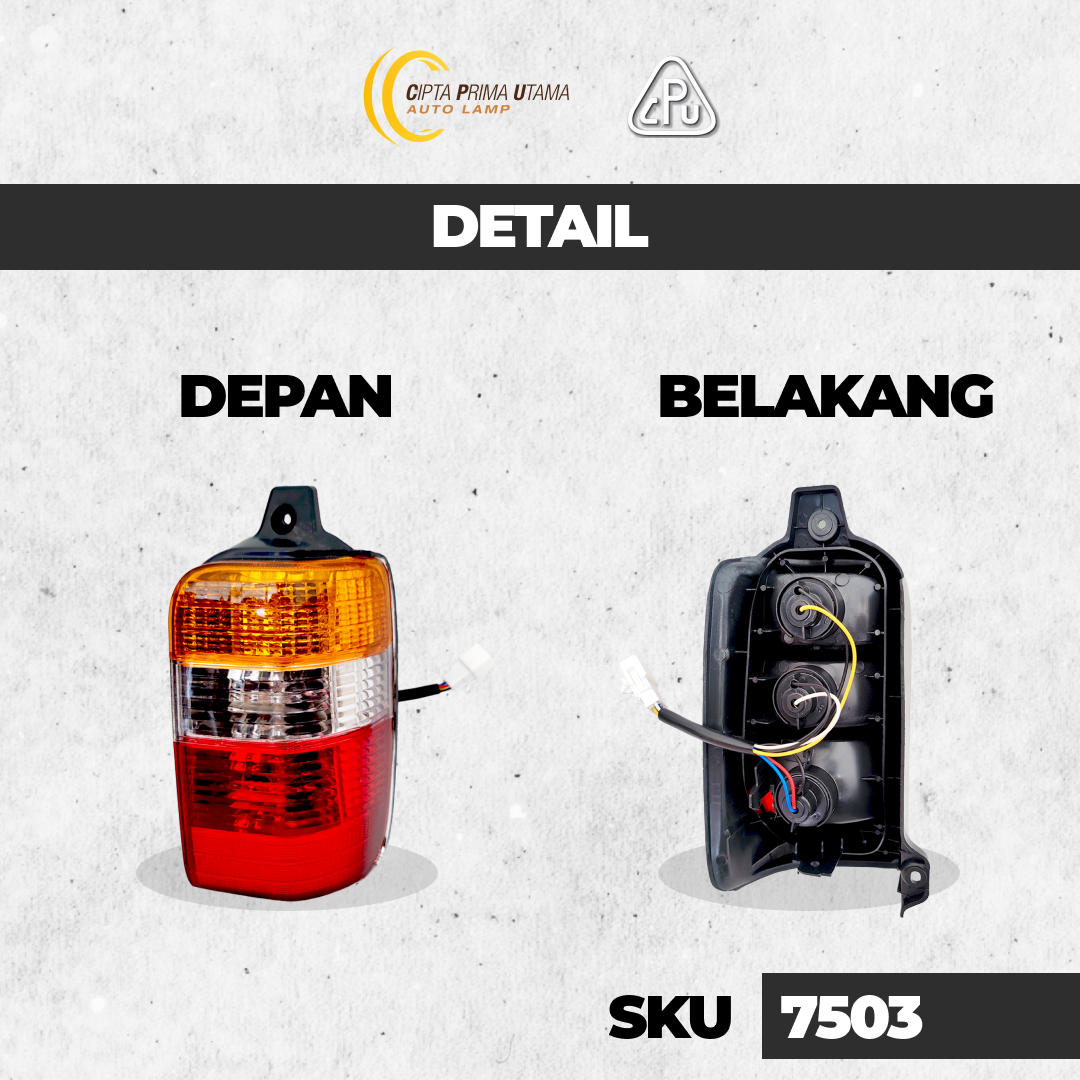 CIPTA PRIMA UTAMA
AUTO LAMP
CPU
DETAIL
DEPAN
BELAKANG
SKU
7503